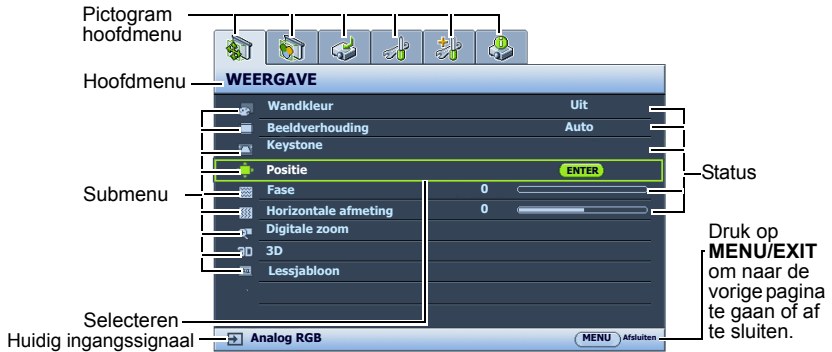 Pictogram
hoofdmenu
Hoofdmenu
WEERGAVE
Wandkleur Uit
Beeldverhouding Auto
Keystone
Positie ENTER
Fase 0
Horizontale afmeting 0
Digitale zoom
3D 3D
Lessjabloon
Submenu
Status
Selecteren
Huidig ingangssignaal
Analog RGB
MENU Afsluiten
Druk op
MENU/EXIT
om naar de
vorige pagina
te gaan of af
te sluiten.